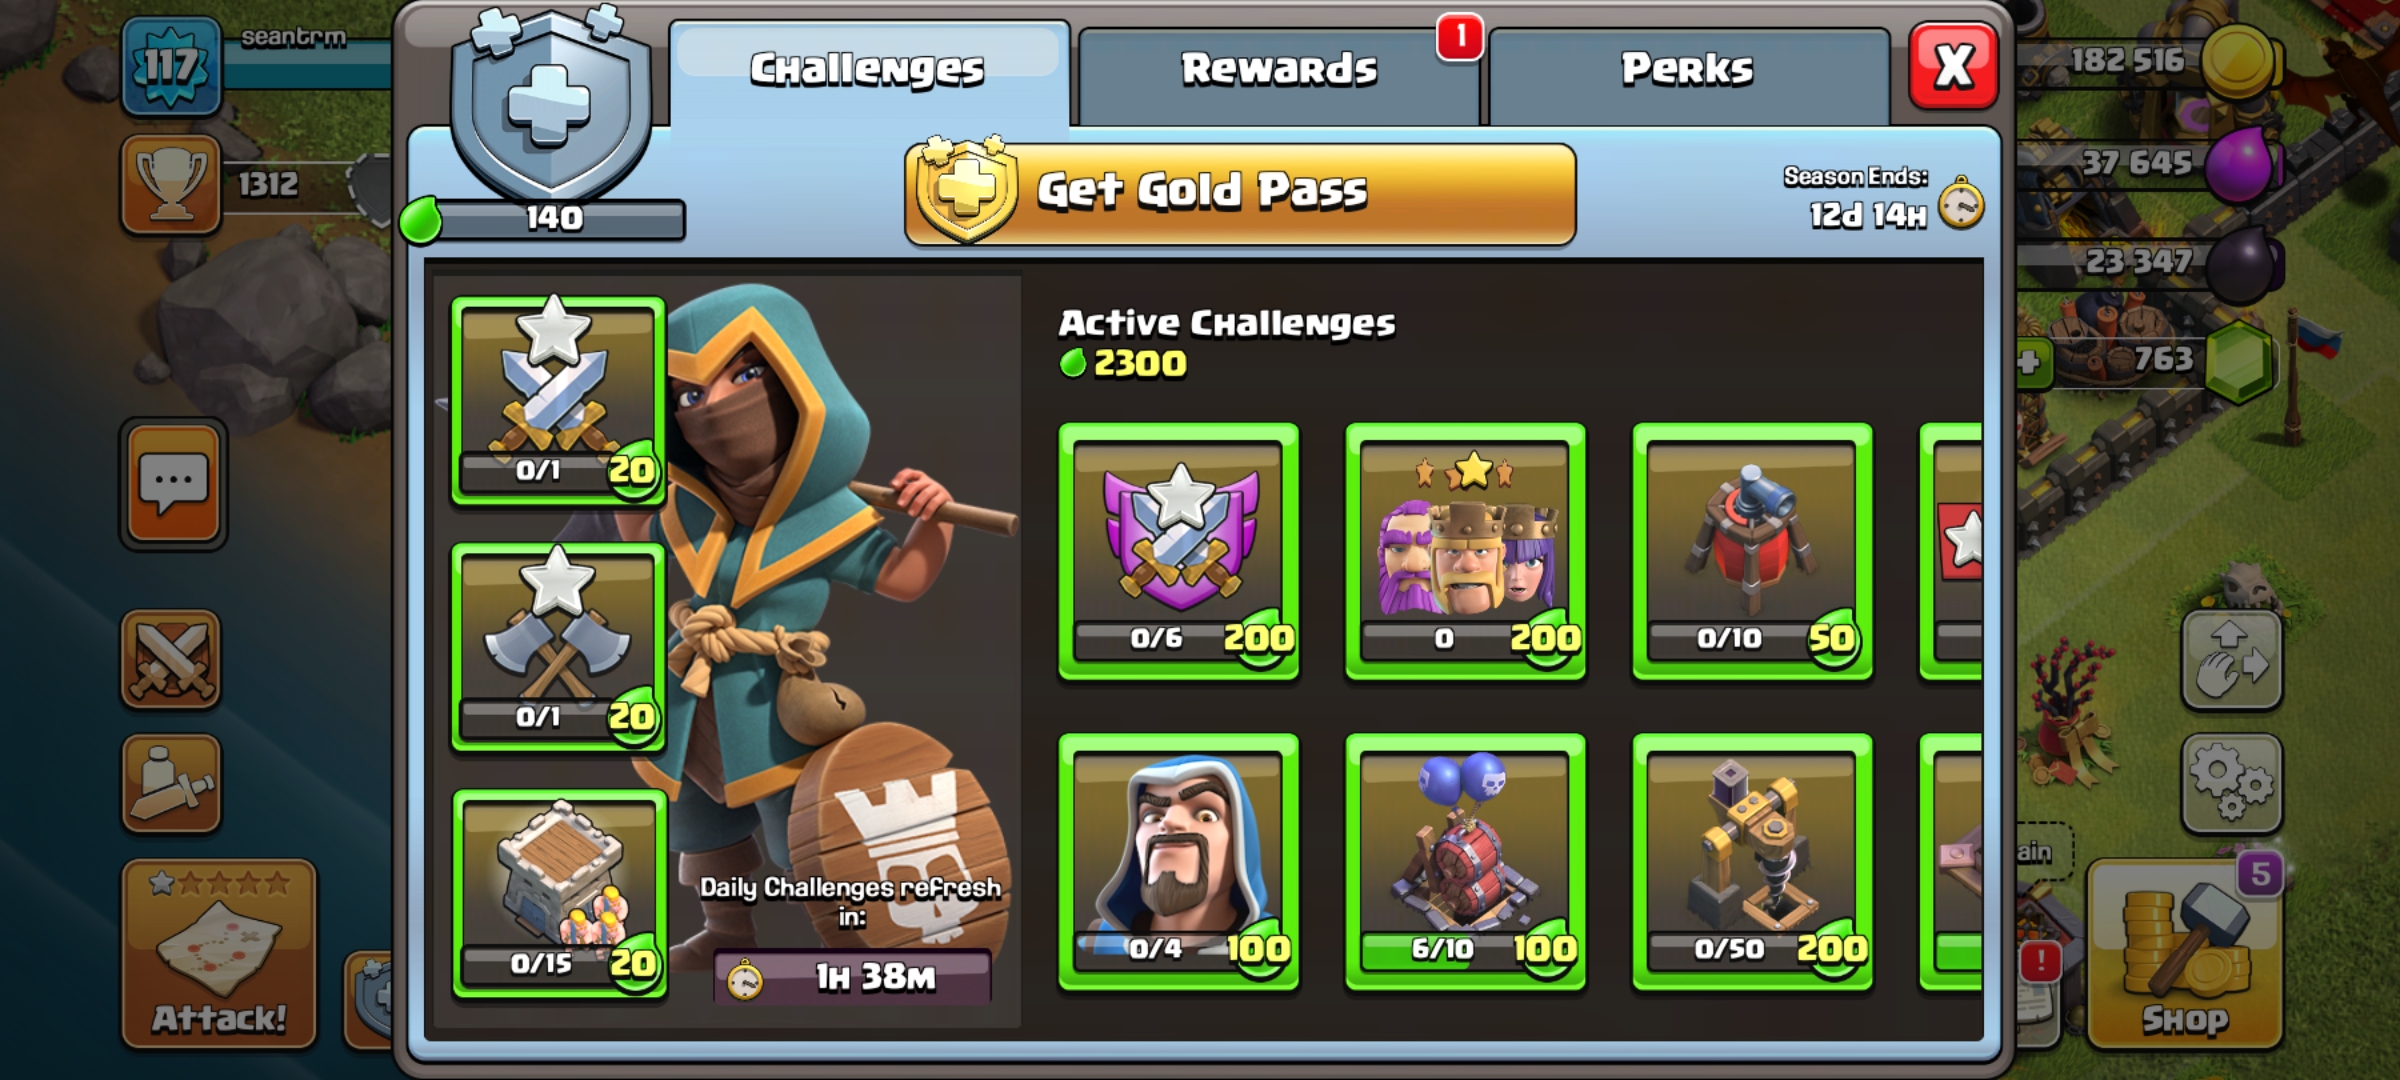 117
seantrm
Challenges
Rewards
1
Perks
X
182 516
1312
140
Get Gold Pass
Season Ends:
12d 14h
37 645
23 347
763
0/1
20
0/1
20
0/15
20
Daily Challenges refresh
in:
1h 38m
Active Challenges
2300
0/6
200
0
200
0/10
50
0/4
100
6/10
100
0/50
200
Attack!
ain
5
!
Shop